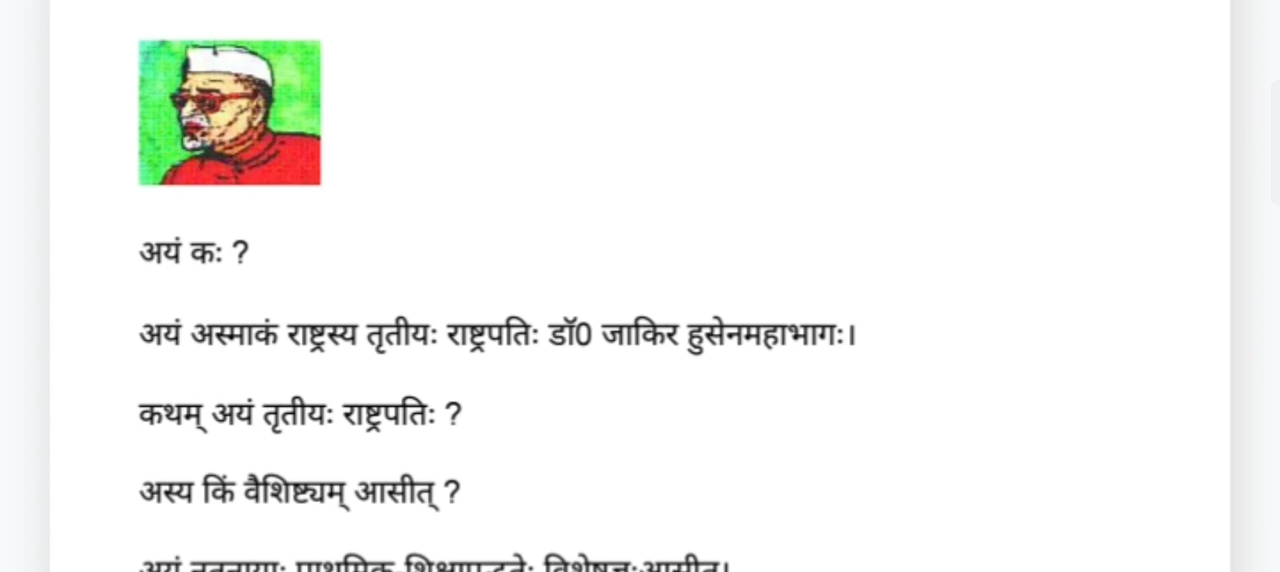 अयं कः ?
अयं अस्माकं राष्ट्रस्य तृतीयः राष्ट्रपतिः डॉ0 जाकिर हुसेनमहाभागः।
कथम् अयं तृतीयः राष्ट्रपतिः ?
अस्य किं वैशिष्ट्यम् आसीत् ?